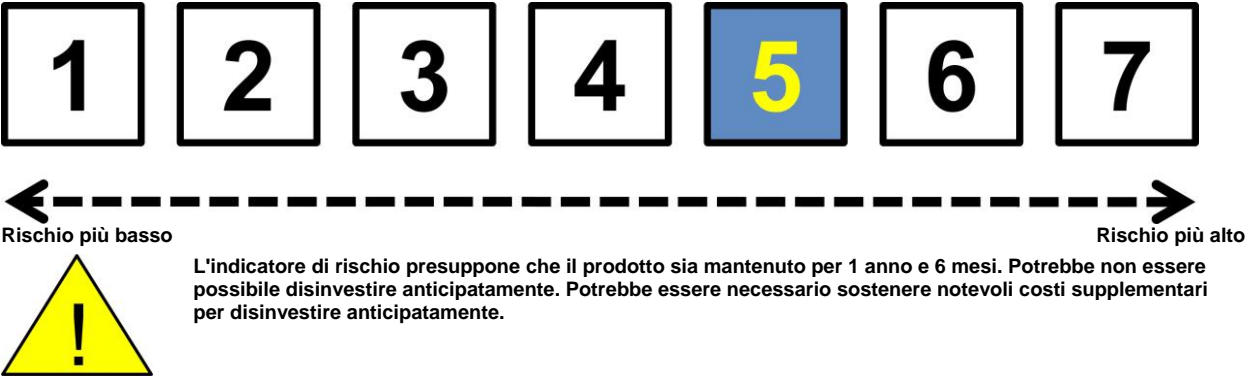 1 2 3 4 5 6 7
Rischio più basso Rischio più alto
L'indicatore di rischio presuppone che il prodotto sia mantenuto per 1 anno e 6 mesi. Potrebbe non essere
possibile disinvestire anticipatamente. Potrebbe essere necessario sostenere notevoli costi supplementari
per disinvestire anticipatamente.
!